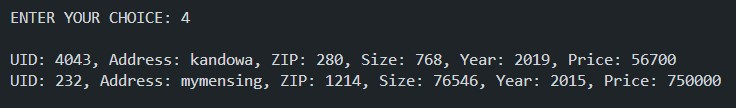 ENTER YOUR CHOICE: 4
UID: 4043, Address: kandowa, ZIP: 280, Size: 768, Year: 2019, Price: 56700
UID: 232, Address: mymensing, ZIP: 1214, Size: 76546, Year: 2015, Price: 750000